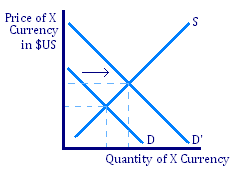 Price of X
Currency
in $US
S
D
D'
Quantity of X Currency